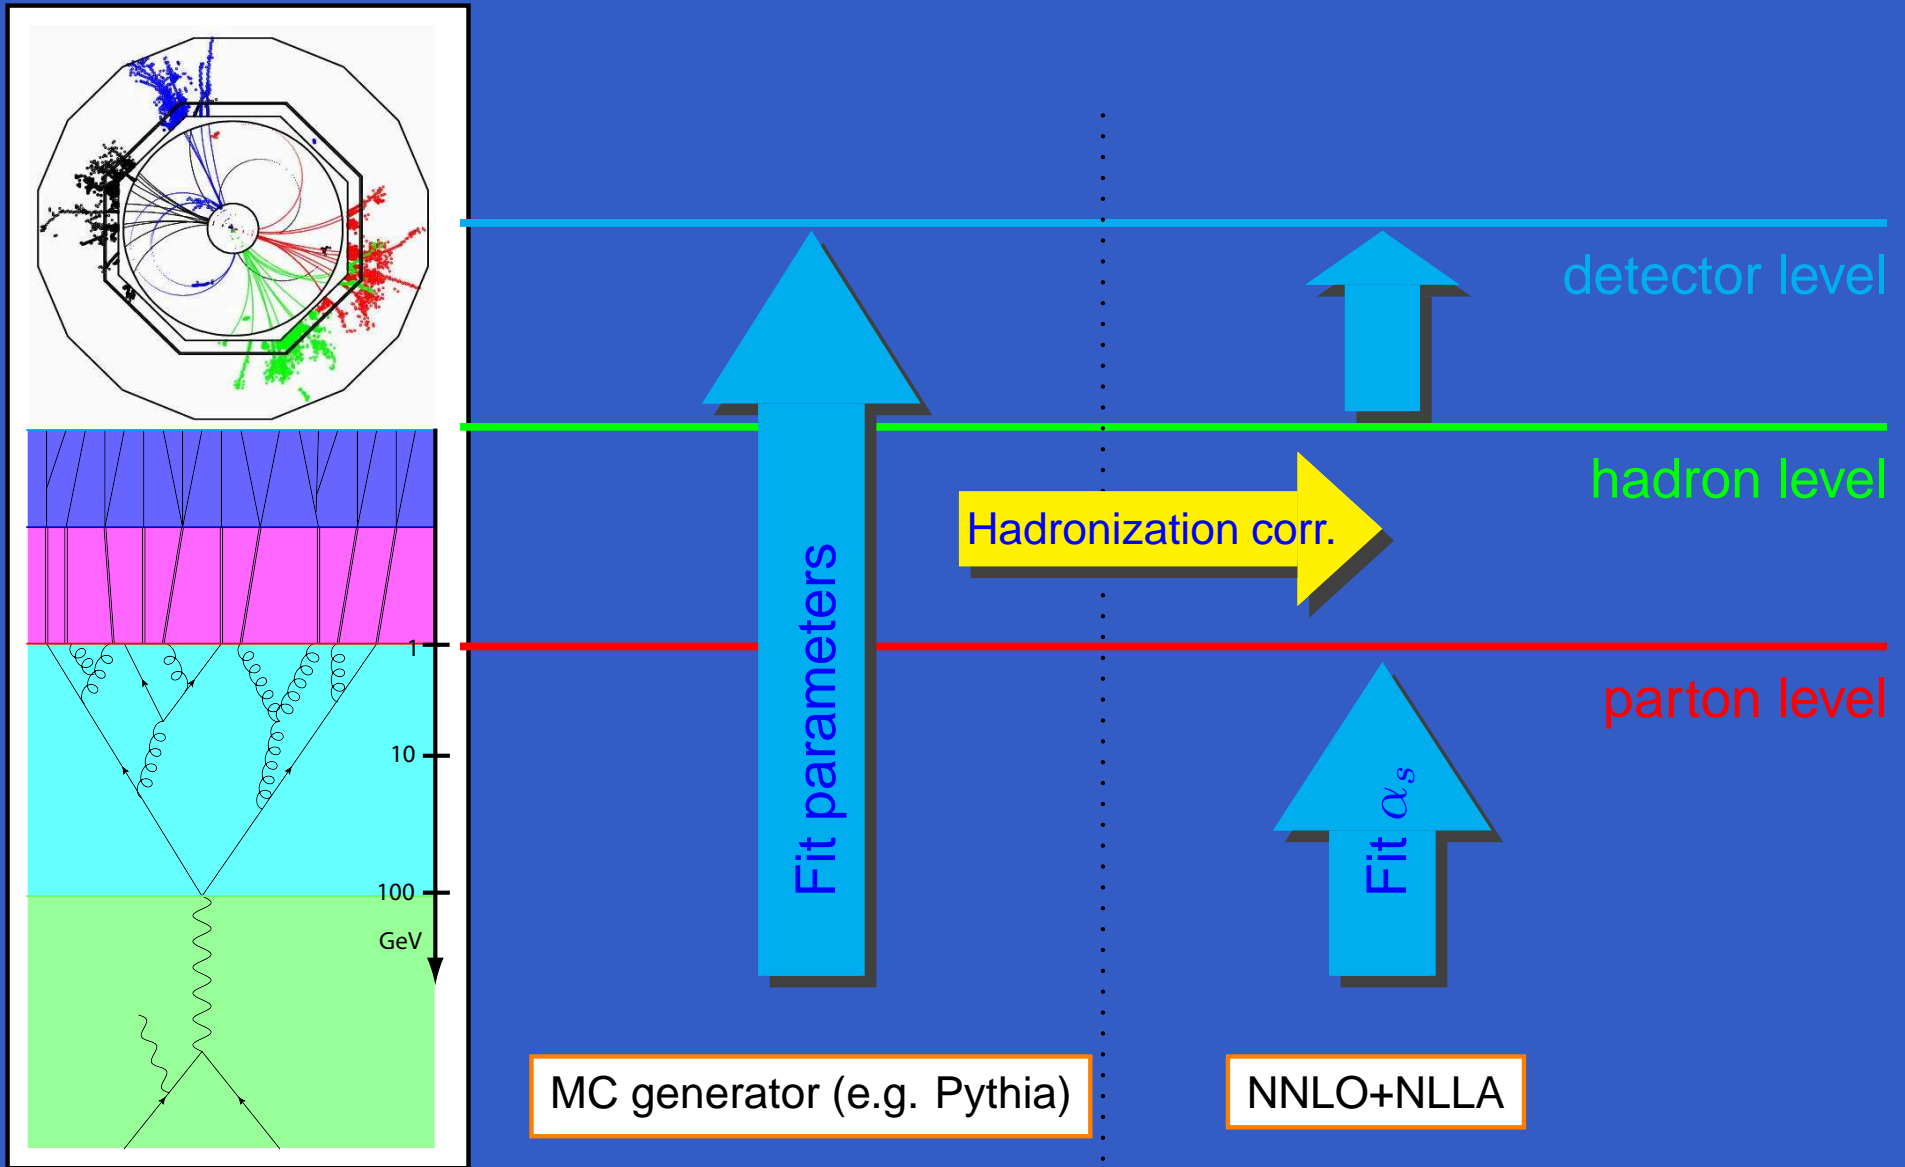 detector level
hadron level
Hadronization corr.
Fit parameters
1
parton level
10
Fit αs
100
GeV
MC generator (e.g. Pythia)
NNLO+NLLA